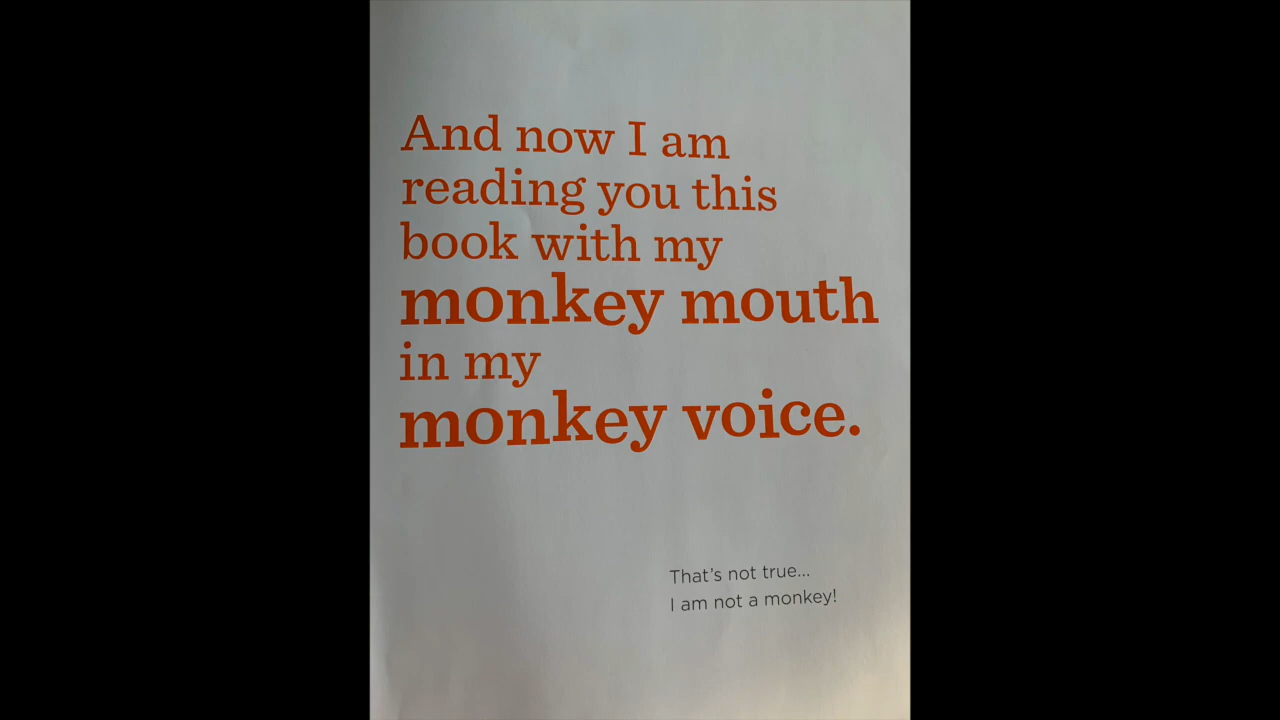 And now I am
reading you this
book with my
monkey mouth
in my
monkey voice.
That's not true...
I am not a monkey!